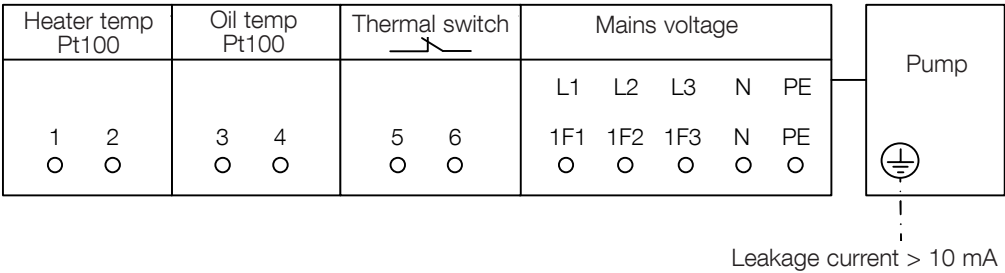 Heater temp
Pt100
Oil temp
Pt100
Thermal switch
Mains voltage
Pump
L1 L2 L3 N PE
1 2 3 4 5 6 1F1 1F2 1F3 N PE
Leakage current > 10 mA